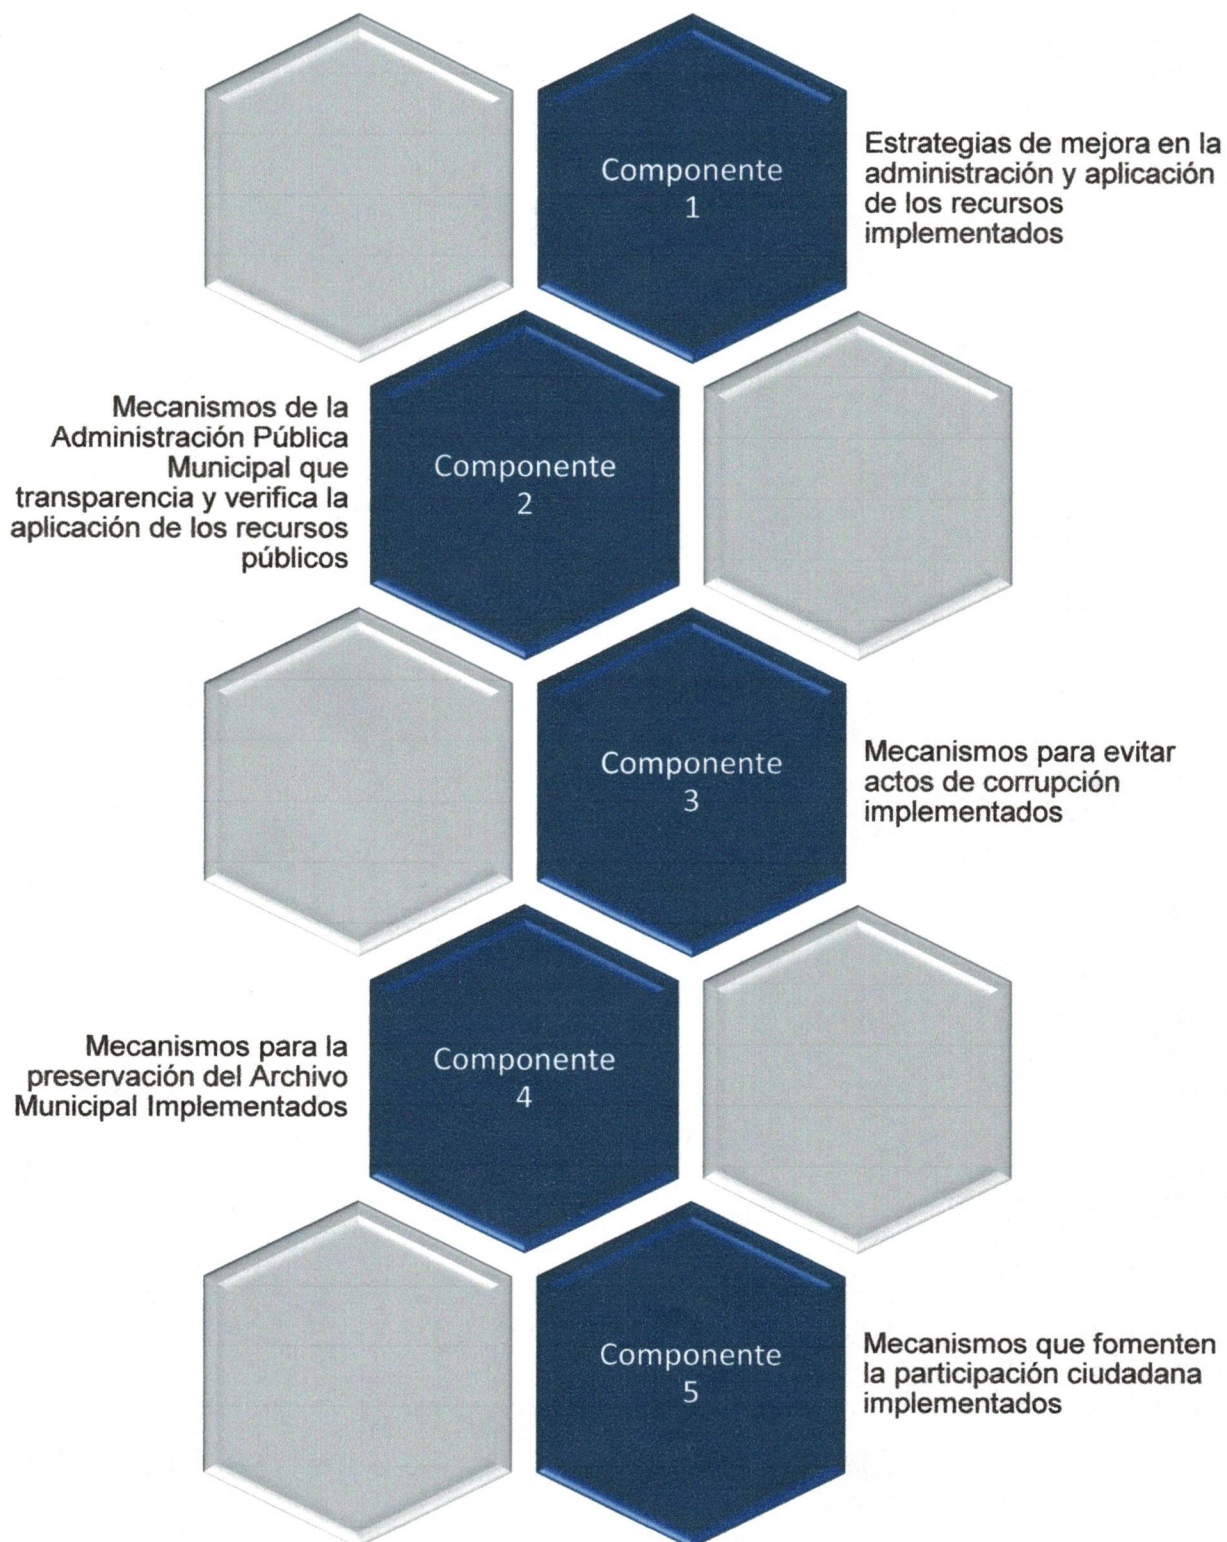 Componente
1
Estrategias de mejora en la
administración y aplicación
de los recursos
implementados
Mecanismos de la
Administración Pública
Municipal que
transparencia y verifica la
aplicación de los recursos
públicos
Componente
2
Componente
3
Mecanismos para evitar
actos de corrupción
implementados
Mecanismos para la
preservación del Archivo
Municipal Implementados
Componente
4
Componente
5
Mecanismos que fomenten
la participación ciudadana
implementados